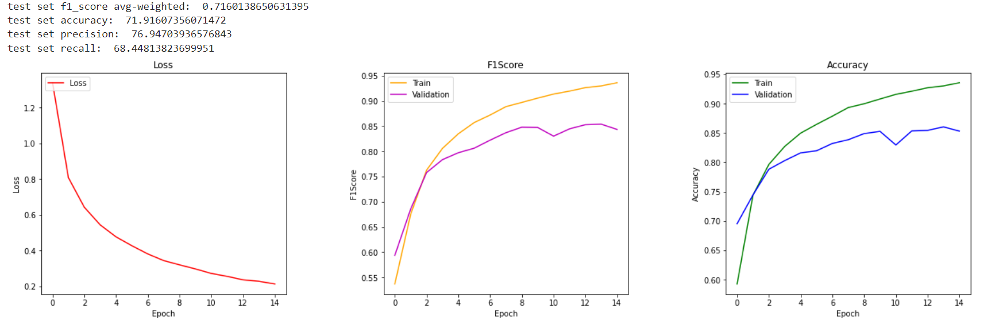 test set f1_score avg-weighted:  0.7160138650631395
test set accuracy:  71.91607356071472
test set precision:  76.94703936576843
test set recall:  68.44813823699951
Loss
Loss
1.2
1.0
0.8
0.6
0.4
0.2
Loss
0 2 4 6 8 10 12 14
Epoch
F1Score
Train
Validation
0.95
0.90
0.85
0.80
0.75
0.70
0.65
0.60
0.55
F1Score
0 2 4 6 8 10 12 14
Epoch
Accuracy
Train
Validation
0.95
0.90
0.85
0.80
0.75
0.70
0.65
0.60
Accuracy
0 2 4 6 8 10 12 14
Epoch